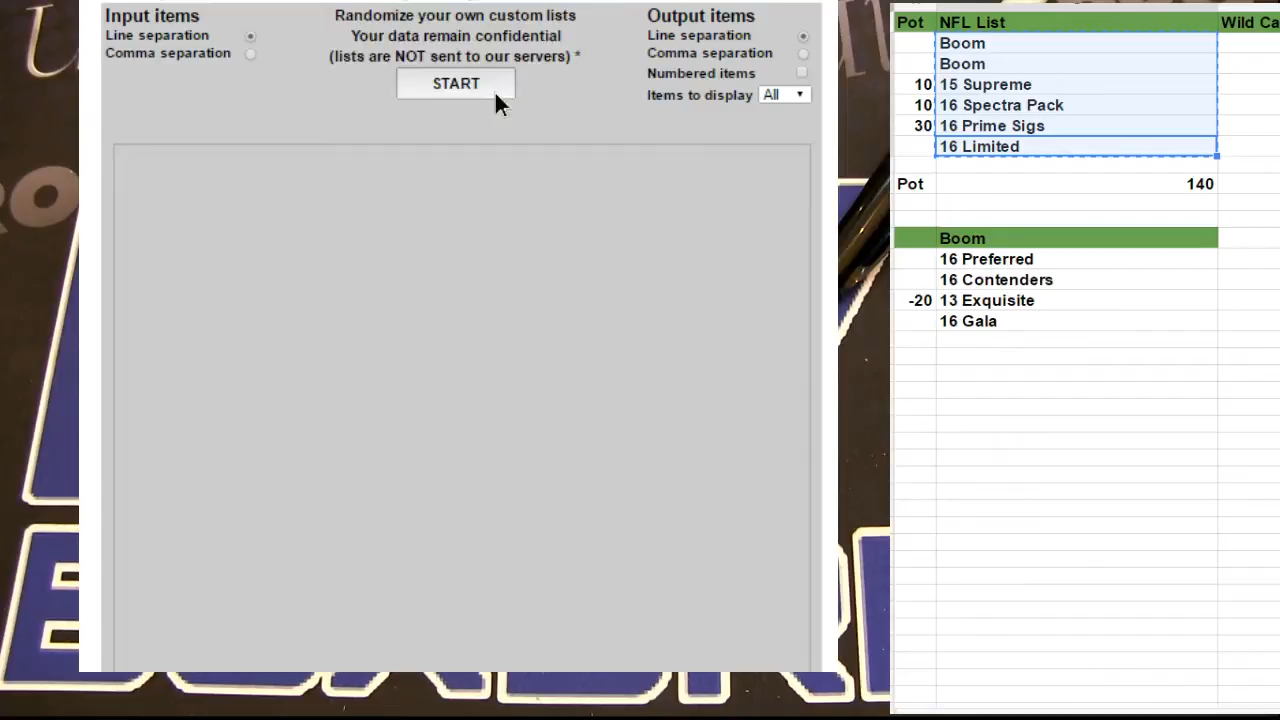 Input items
Line separation
Comma separation
Randomize your own custom lists
Your data remain confidential
(lists are NOT sent to our servers) *
START
Output items
Line separation
Comma separation
Numbered items
Items to display All
Pot NFL List Wild Ca
Boom
Boom
10 15 Supreme
10 16 Spectra Pack
30 16 Prime Sigs
16 Limited
Pot 140
Boom
16 Preferred
16 Contenders
-20 13 Exquisite
16 Gala